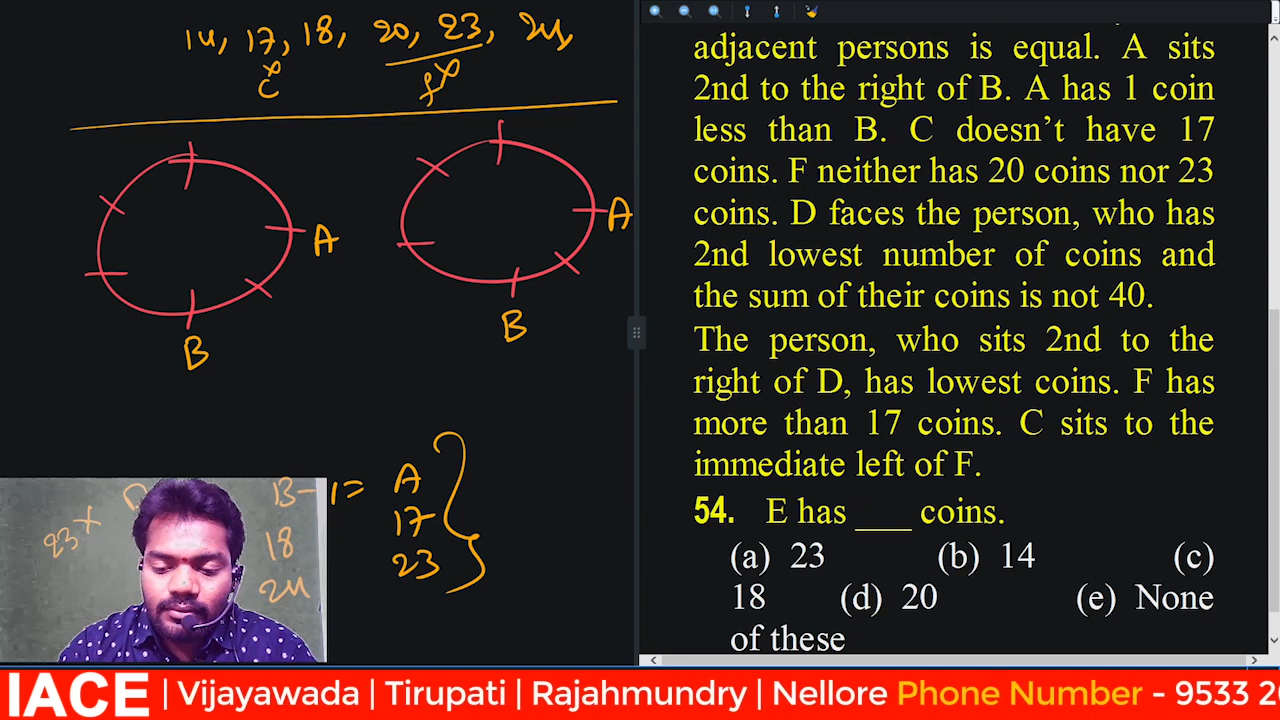 14, 17, 18, 20, 23, 24,
C× F×
A
B
A
B
23 × D B - 1 = A
18 17
24 23
adjacent persons is equal. A sits
2nd to the right of B. A has 1 coin
less than B. C doesn’t have 17
coins. F neither has 20 coins nor 23
coins. D faces the person, who has
2nd lowest number of coins and
the sum of their coins is not 40.
The person, who sits 2nd to the
right of D, has lowest coins. F has
more than 17 coins. C sits to the
immediate left of F.
54. E has ___ coins.
(a) 23 (b) 14 (c)
18 (d) 20 (e) None
of these
IACE | Vijayawada | Tirupati | Rajahmundry | Nellore Phone Number - 9533 2